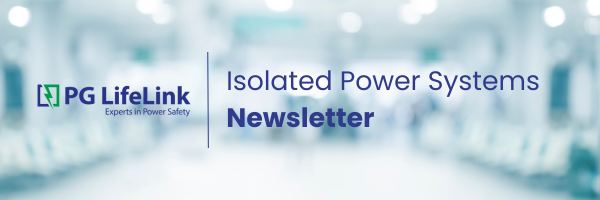 PG LifeLink
Experts in Power Safety
Isolated Power Systems
Newsletter